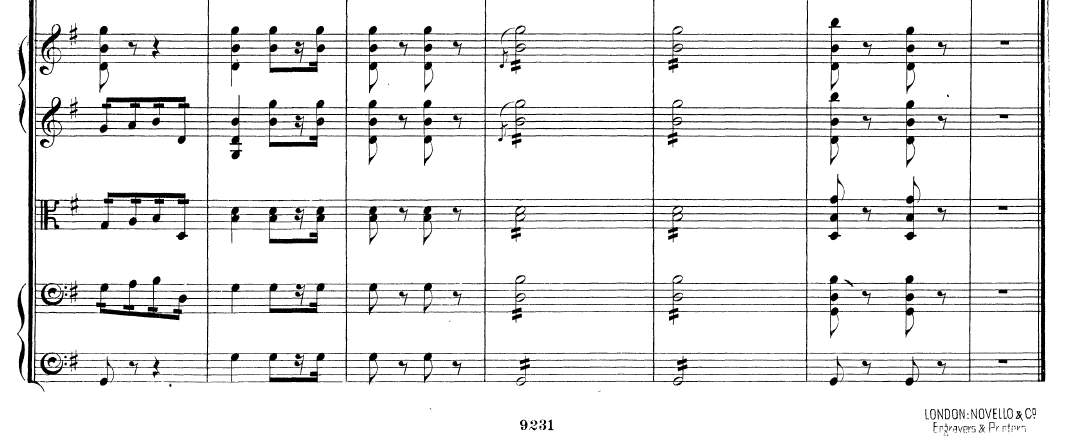 9231
LONDON: NOVELLO & Cº
Engravers & Printers